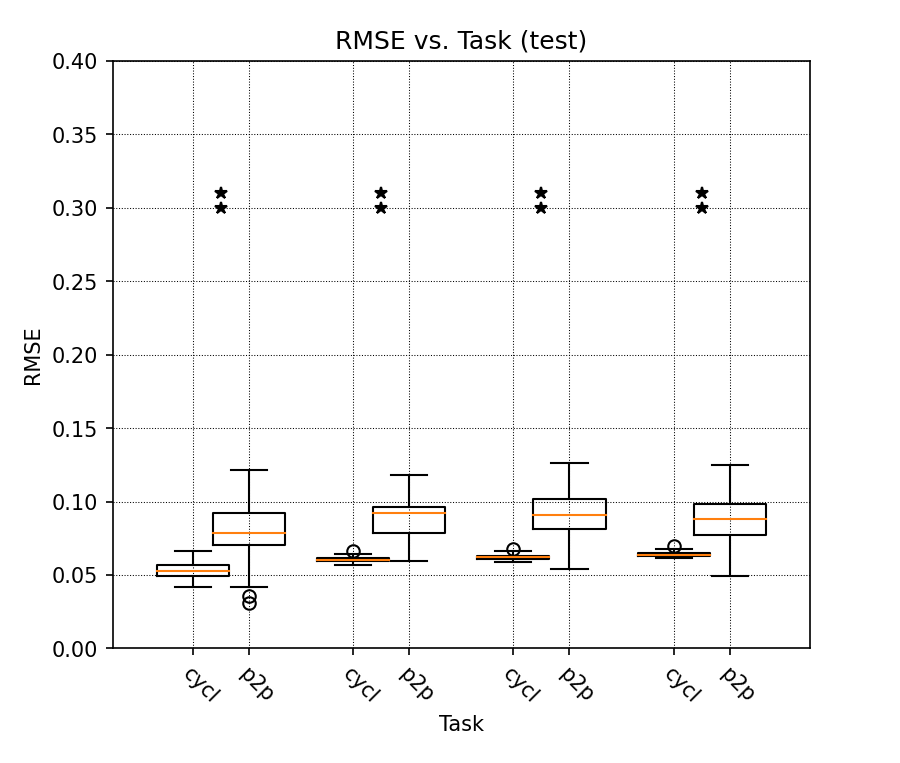 RMSE vs. Task (test)
0.40
0.35
0.30
0.25
0.20
0.15
0.10
0.05
0.00
RMSE
cycl p2p cycl p2p cycl p2p cycl p2p
Task